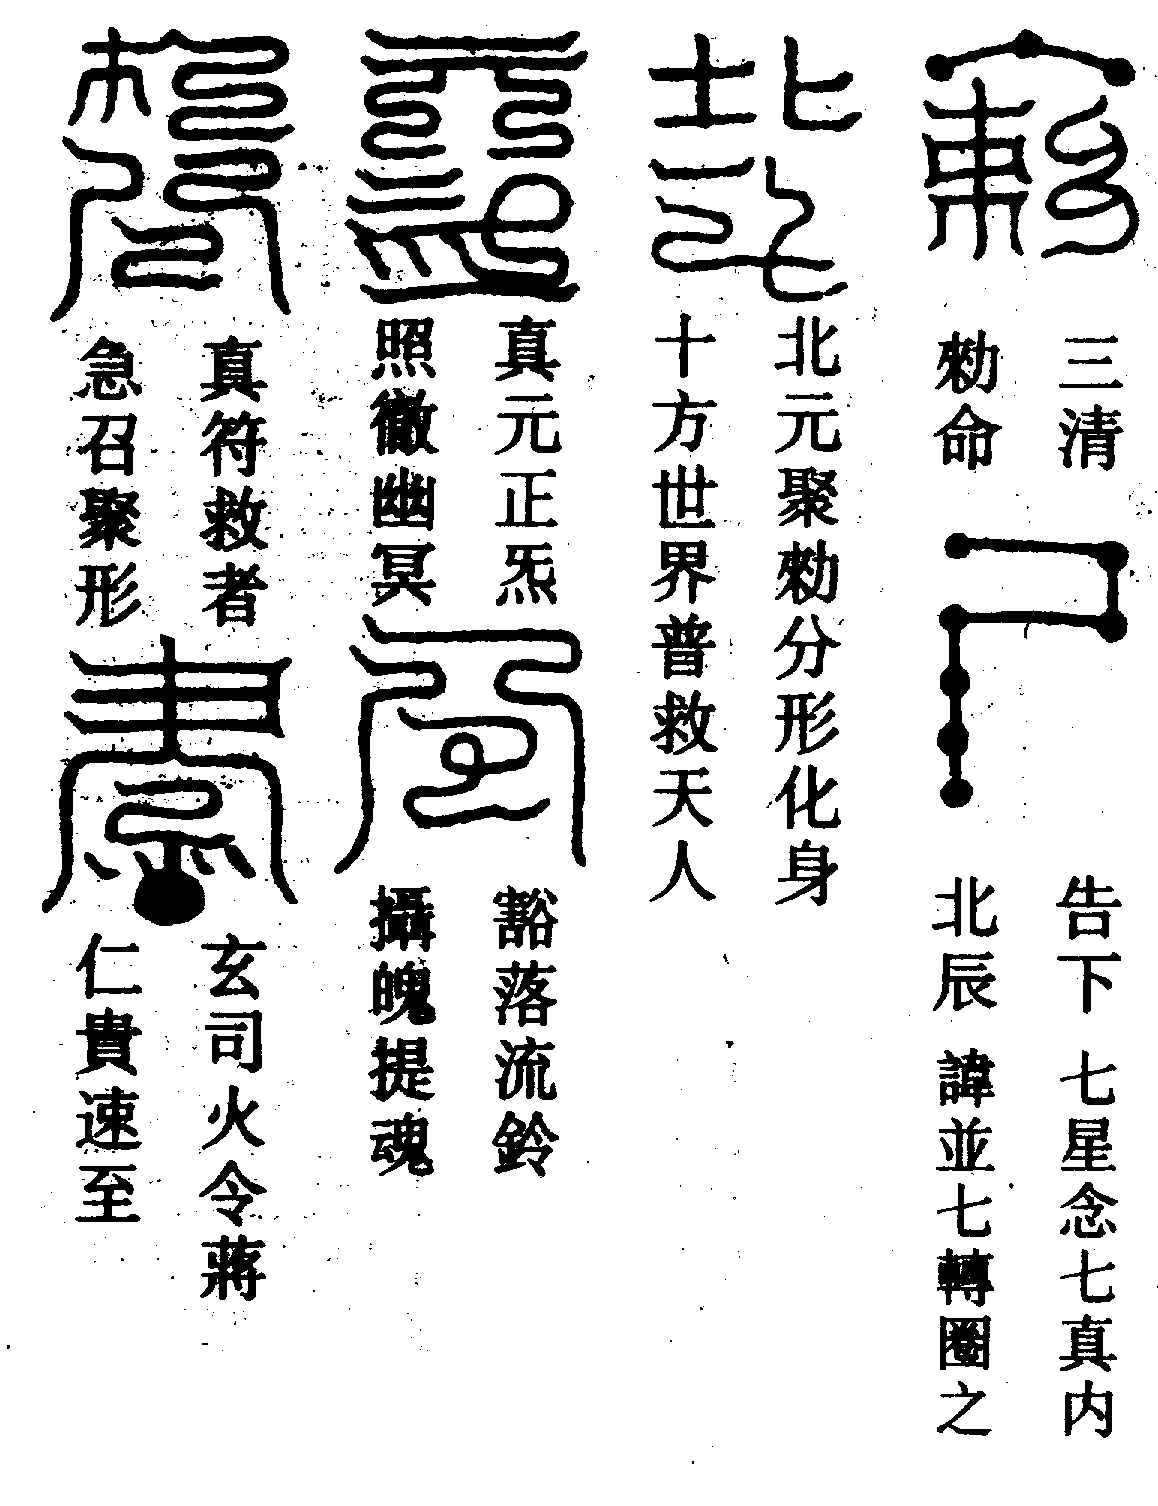 三清
勑命
告下
北辰
七星念七真内
諱並七轉圈之
北元聚勑分形化身
十方世界普救天人
真元正炁
照徹幽冥
豁落流鈴
攝魄提魂
真符救者
急召聚形
玄司火令蔣
仁貴速至